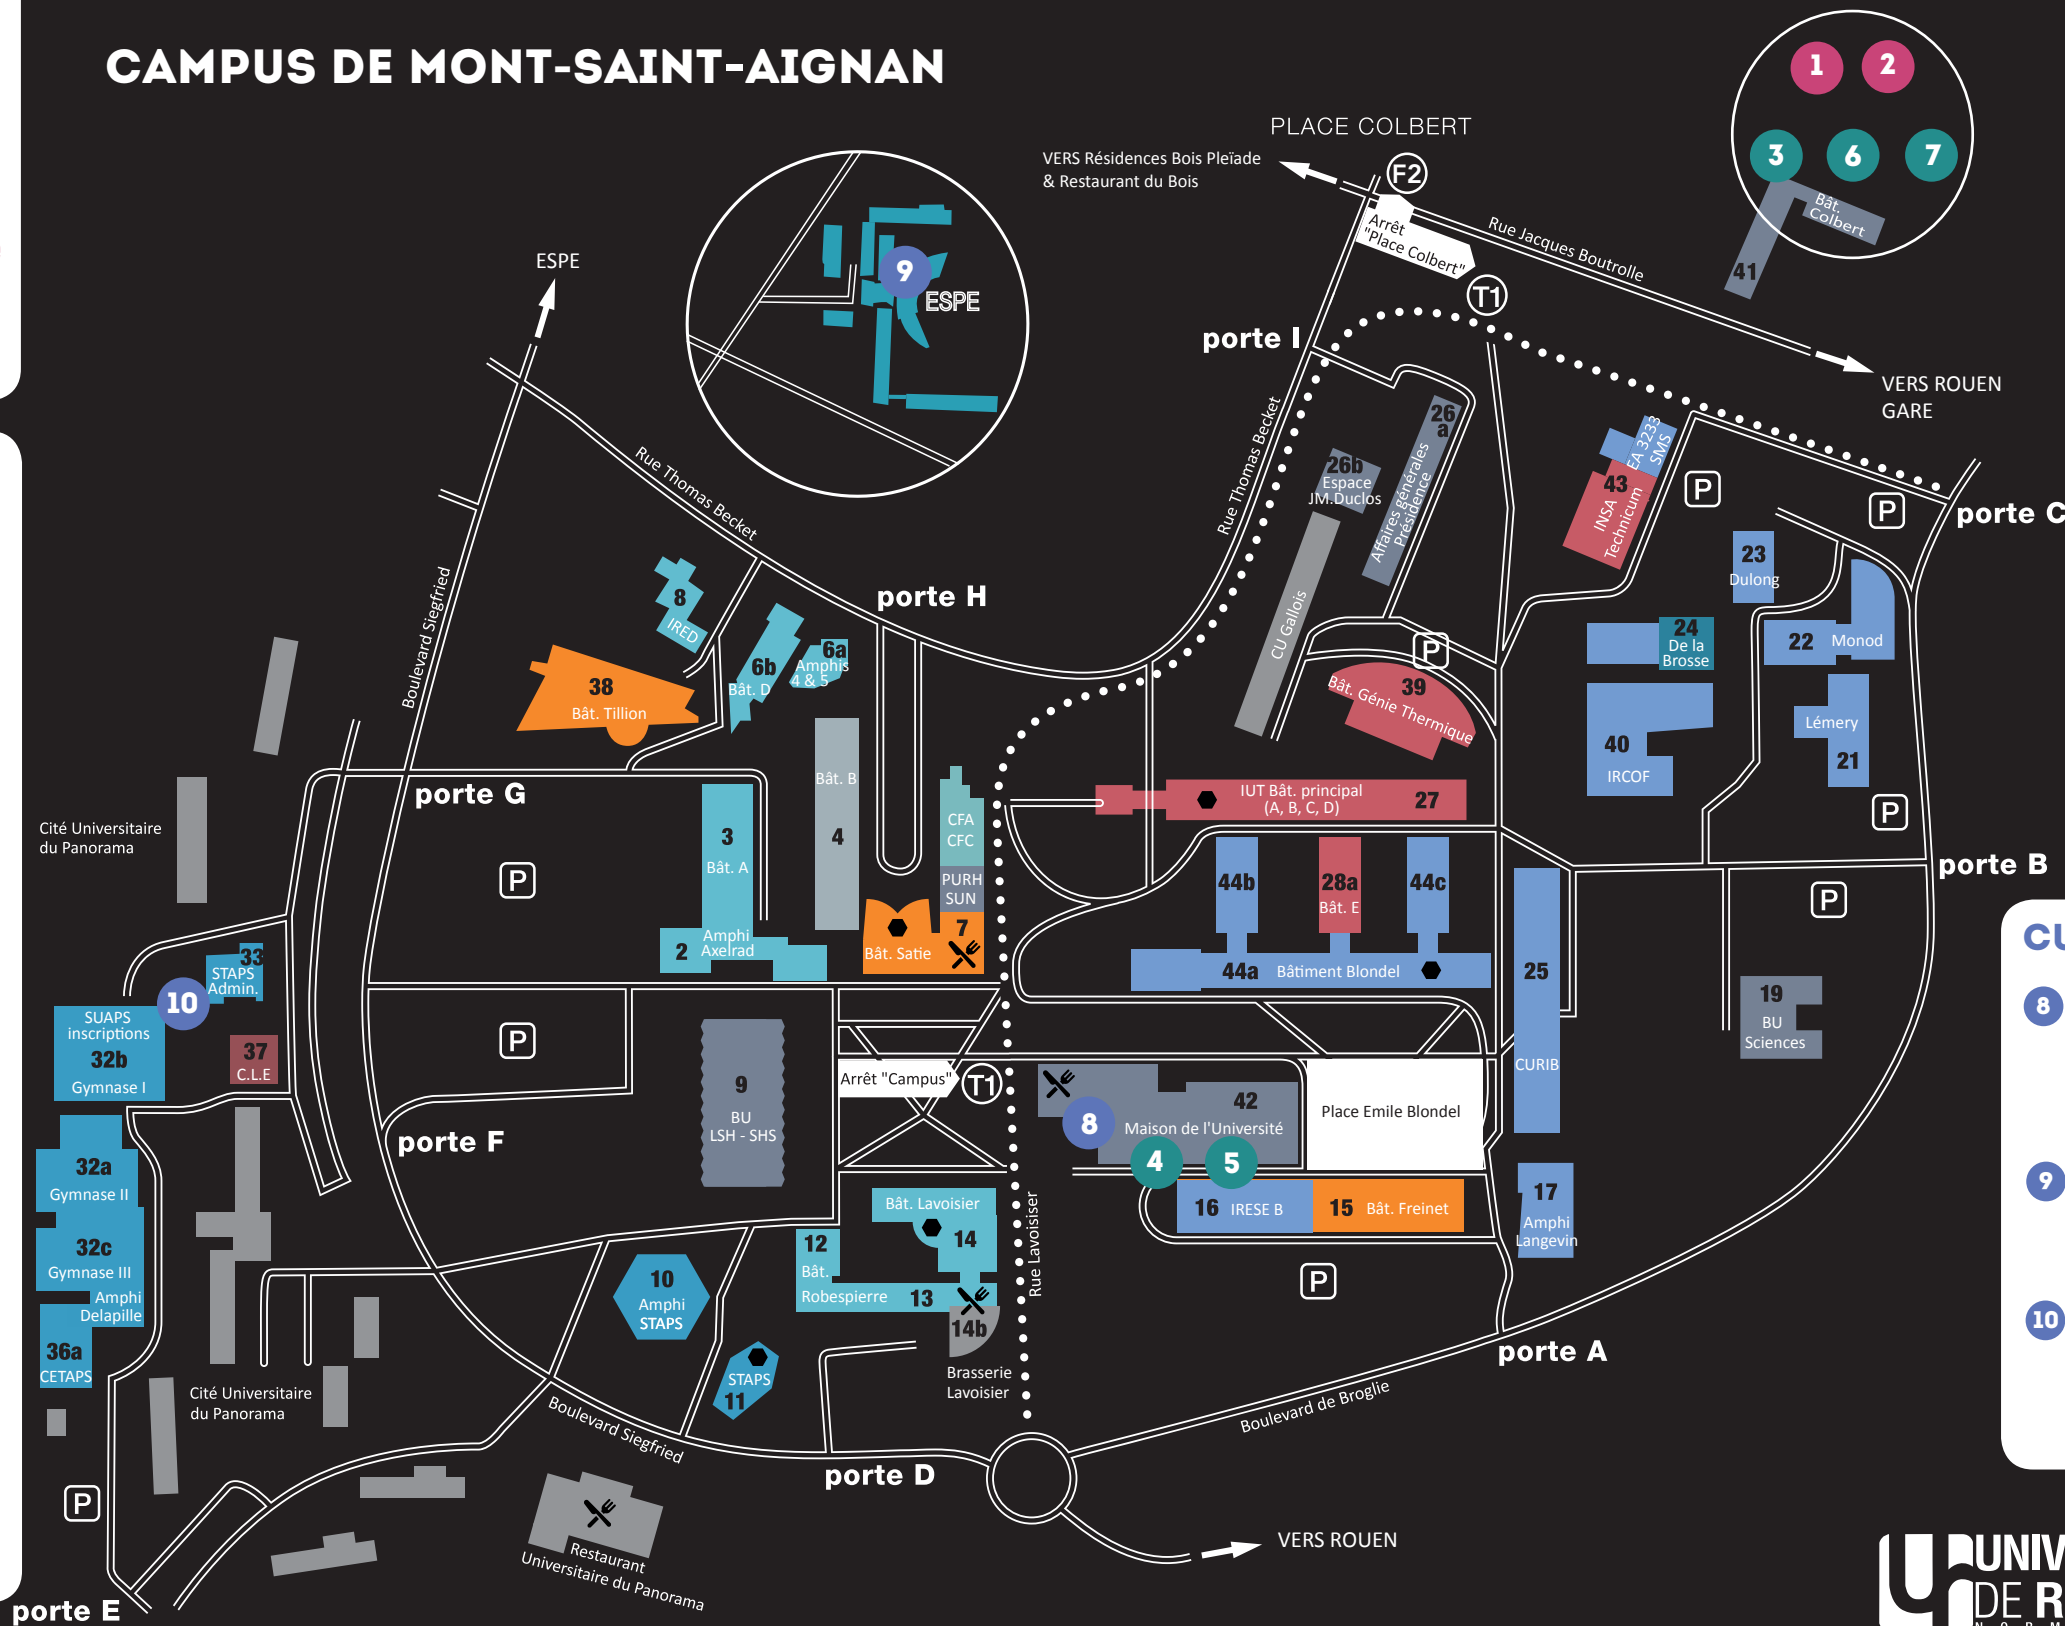 CAMPUS DE MONT-SAINT-AIGNAN
1
2
3
6
7
Bât.
Colbert
41
PLACE COLBERT
VERS Résidences Bois Pleïade
& Restaurant du Bois
F2
Arrêt
"Place Colbert"
Rue Jacques Boutrolle
T1
VERS ROUEN
GARE
ESPE
9
ESPE
porte I
Rue Thomas Becket
Rue Thomas Becket
Boulevard Siegfried
26
a
Affaires générales
Présidence
26b
Espace
JM.Duclos
CU Gallois
EA 3233
SMS
43
INSA
Technicum
P
P
porte C
23
Dulong
24
De la
Brosse
22
Monod
Lémery
21
40
IRCOF
P
porte B
P
8
IRED
porte H
6b
Bât. D
6a
Amphis
4 & 5
38
Bât. Tillion
P
39
Bât. Génie Thermique
porte G
Cité Universitaire
du Panorama
P
3
Bât. A
Bât. B
4
CFA
CFC
PURH
SUN
7
Bât. Satie
2
Amphi
Axelrad
IUT Bât. principal
(A, B, C, D)
27
44b
28a
Bât. E
44c
44a
Bâtiment Blondel
25
CURIB
19
BU
Sciences
33
STAPS
Admin.
10
SUAPS
inscriptions
32b
Gymnase I
37
C.L.E
P
9
BU
LSH - SHS
Arrêt "Campus"
T1
8
42
Maison de l'Université
4
5
Place Emile Blondel
16
IRESE B
15
Bât. Freinet
17
Amphi
Langevin
P
porte F
32a
Gymnase II
32c
Gymnase III
Amphi
Delapille
36a
CETAPS
10
Amphi
STAPS
STAPS
11
Bât. Lavoisier
14
12
Bât.
Robespierre
13
14b
Brasserie
Lavoisier
Rue Lavoisiser
porte A
Boulevard de Broglie
Cité Universitaire
du Panorama
Boulevard Siegfried
porte D
P
Restaurant
Universitaire du Panorama
VERS ROUEN
porte E
CU
8
9
10
UNIV
DE R